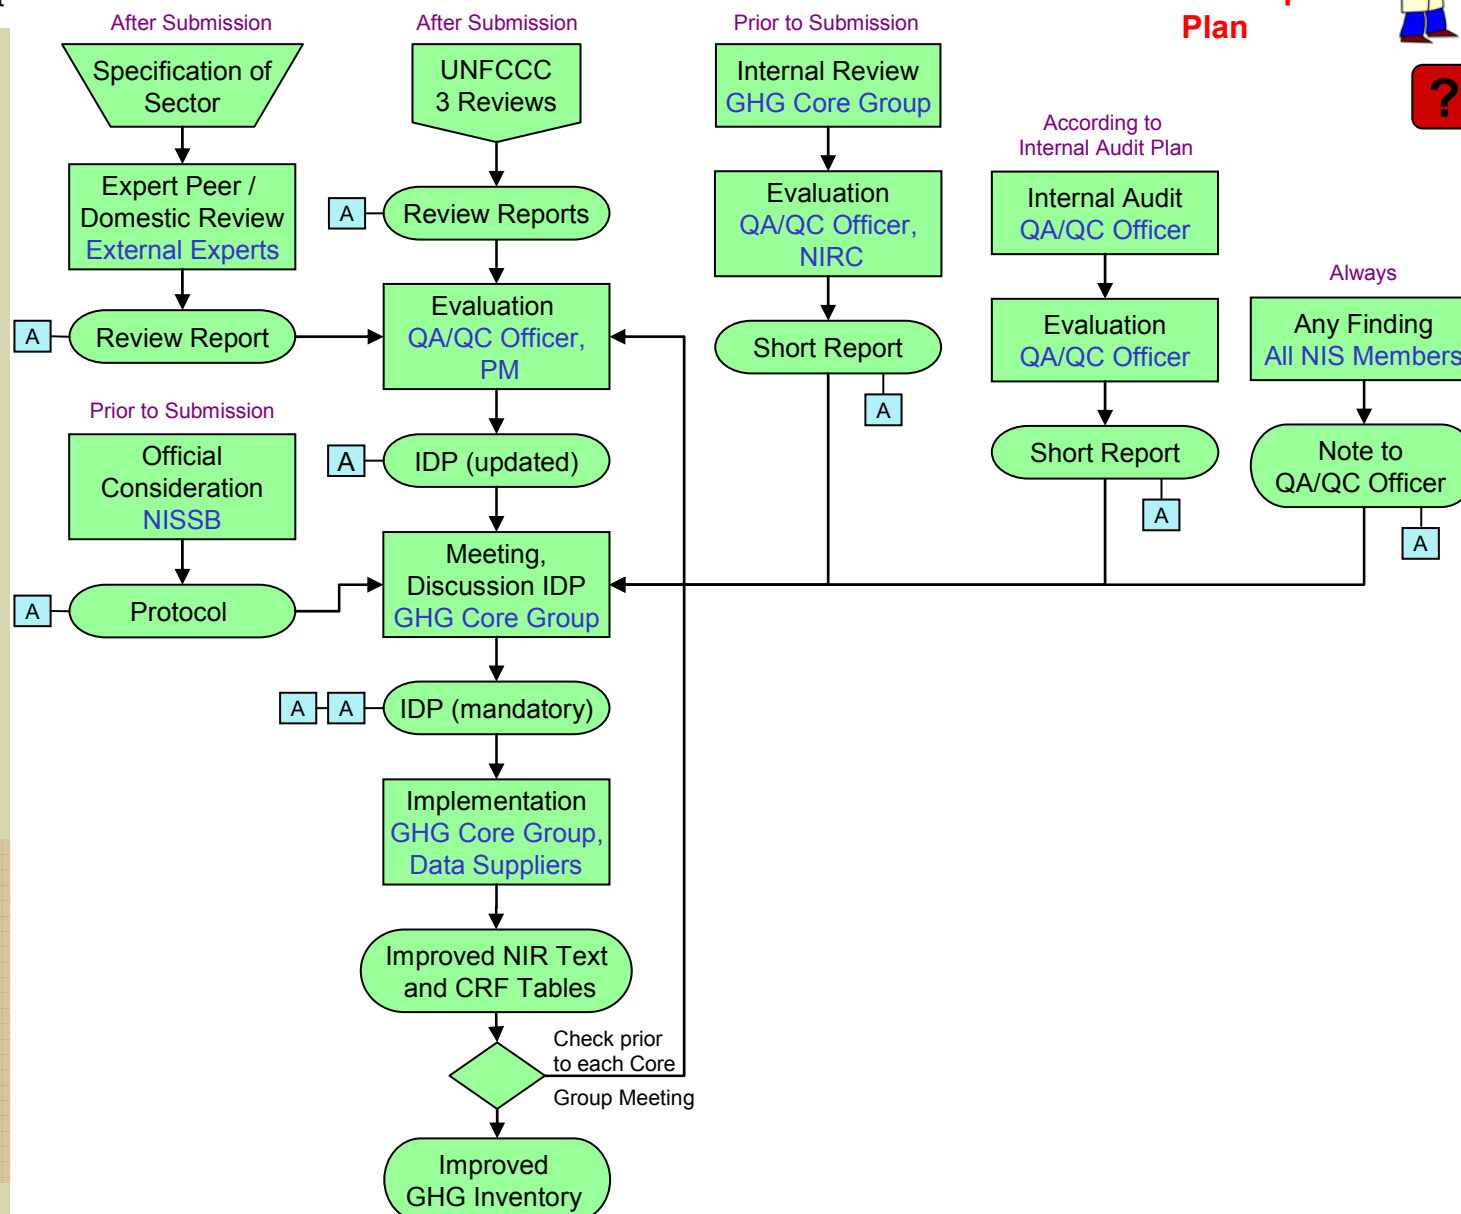 Plan
?
After Submission
Specification of
Sector
Expert Peer /
Domestic Review
External Experts
A
Review Report
Prior to Submission
Official
Consideration
NISSB
A
Protocol
After Submission
UNFCCC
3 Reviews
A
Review Reports
Evaluation
QA/QC Officer,
PM
A
IDP (updated)
Meeting,
Discussion IDP
GHG Core Group
A
A
IDP (mandatory)
Implementation
GHG Core Group,
Data Suppliers
Improved NIR Text
and CRF Tables
Check prior
to each Core
Group Meeting
Improved
GHG Inventory
Prior to Submission
Internal Review
GHG Core Group
Evaluation
QA/QC Officer,
NIRC
Short Report
A
According to
Internal Audit Plan
Internal Audit
QA/QC Officer
Evaluation
QA/QC Officer
Short Report
A
Always
Any Finding
All NIS Members
Note to
QA/QC Officer
A